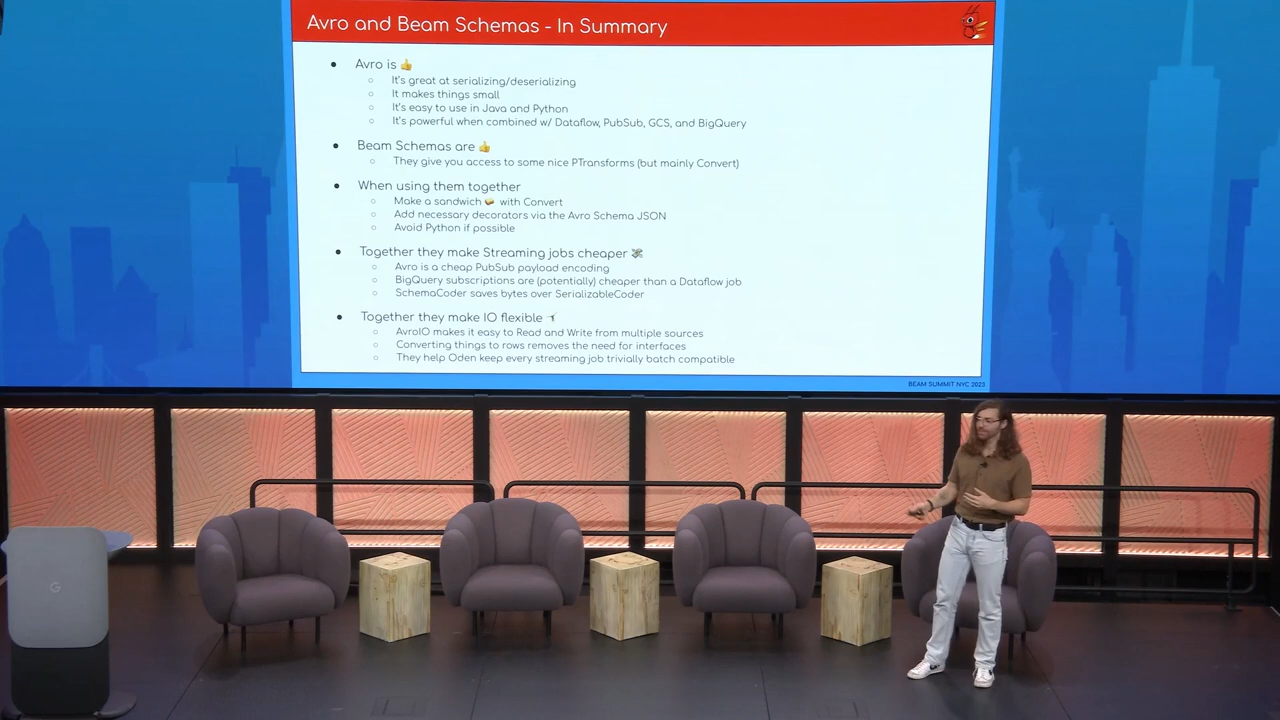 Avro and Beam Schemas - In Summary
Avro is 👍
It's great at serializing/deserializing
It makes things small
It's easy to use in Java and Python
It's powerful when combined w/ Dataflow, PubSub, GCS, and BigQuery
Beam Schemas are 👍
They give you access to some nice PTransforms (but mainly Convert)
When using them together
Make a sandwich 🥪 with Convert
Add necessary decorators via the Avro Schema JSON
Avoid Python if possible
Together they make Streaming jobs cheaper 💸
Avro is a cheap PubSub payload encoding
BigQuery subscriptions are (potentially) cheaper than a Dataflow job
SchemaCoder saves bytes over SerializableCoder
Together they make IO flexible
AvroIO makes it easy to Read and Write from multiple sources
Converting things to rows removes the need for interfaces
They help Oden keep every streaming job trivially batch compatible
BEAM SUMMIT NYC 2023
G